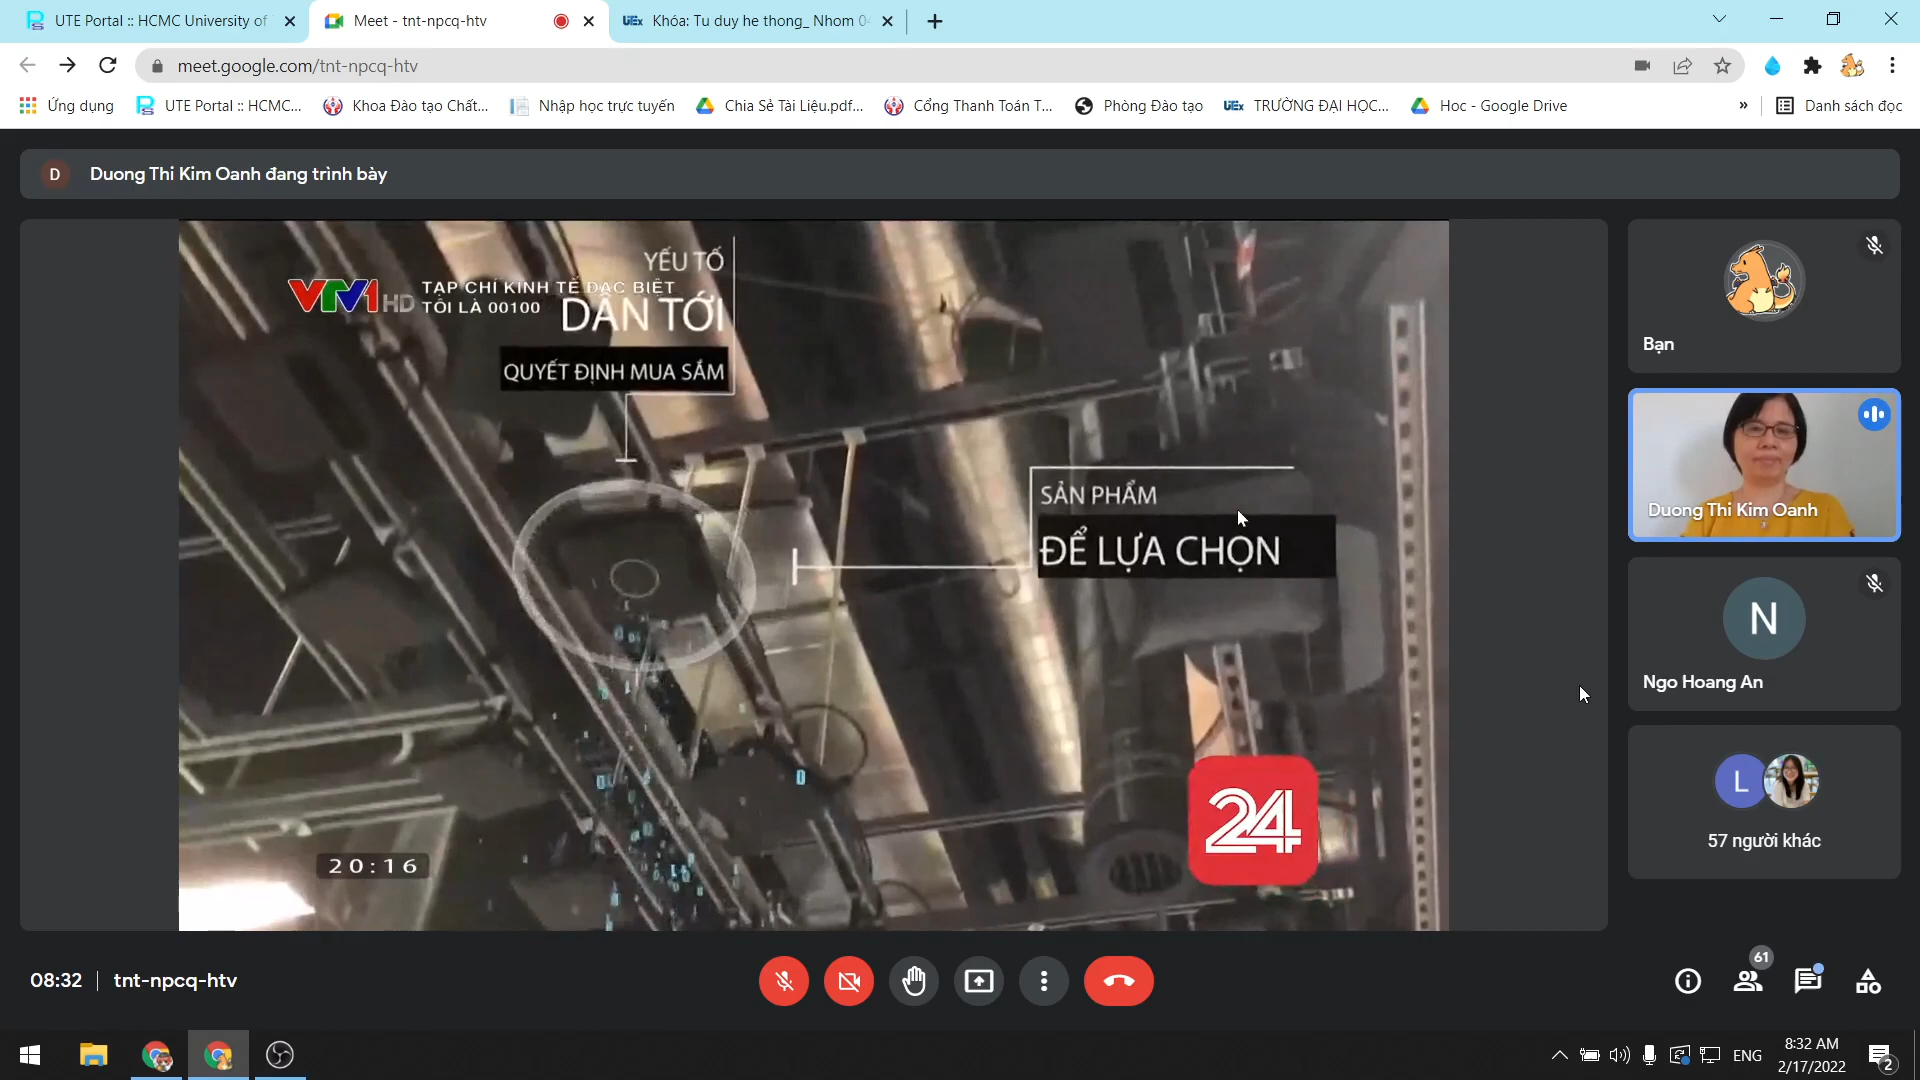 UTE Portal :: HCMC University of
Meet - tnt-npcq-htv
UEx Khóa: Tu duy he thong_ Nhom 04
meet.google.com/tnt-npcq-htv
Ứng dụng
UTE Portal :: HCMC...
Khoa Đào tạo Chất...
Nhập học trực tuyến
Chia Sẻ Tài Liệu.pdf...
Cổng Thanh Toán T...
Phòng Đào tạo
UEx TRƯỜNG ĐẠI HỌC...
Hoc - Google Drive
»
Danh sách đọc
D Duong Thi Kim Oanh đang trình bày
YẾU TỐ
VTV1 HD TẠP CHÍ KINH TẾ ĐẶC BIỆT
TÔI LÀ 00100
DẪN TỚI
QUYẾT ĐỊNH MUA SẮM
SẢN PHẨM
ĐỂ LỰA CHỌN
24
20:16
Bạn
Duong Thi Kim Oanh
N
Ngo Hoang An
L
57 người khác
08:32 | tnt-npcq-htv
61
ENG
8:32 AM
2/17/2022
2